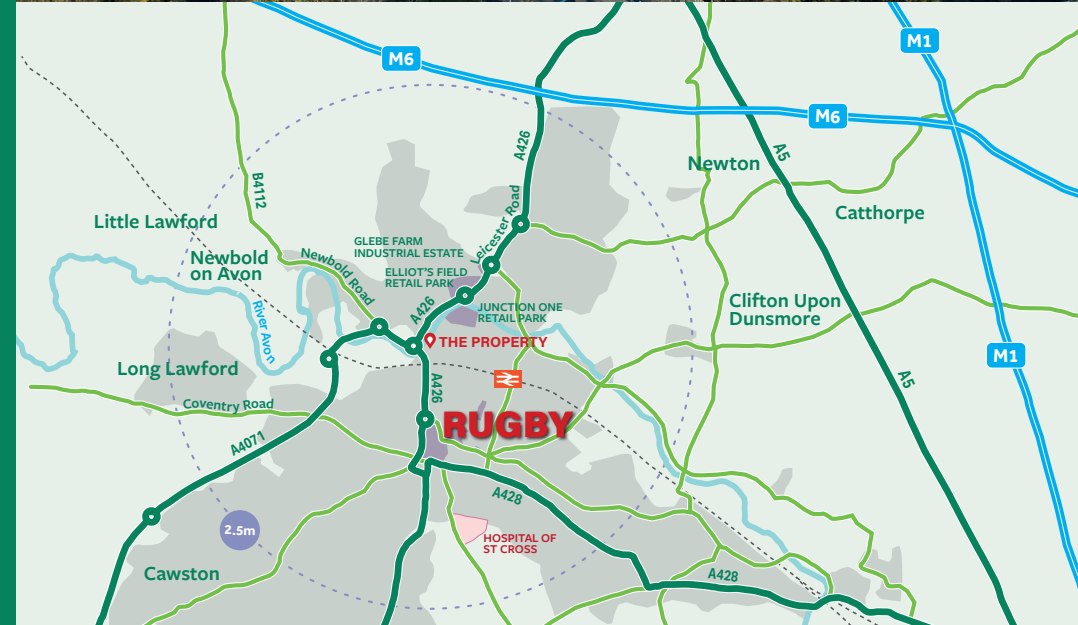 M6
M1
M6
A426
A5
Newton
B4112
Catthorpe
Little Lawford
Leicester Road
GLEBE FARM
INDUSTRIAL ESTATE
Newbold
on Avon
Newbold Road
ELLIOT'S FIELD
RETAIL PARK
A426
JUNCTION ONE
RETAIL PARK
Clifton Upon
Dunsmore
River Avon
THE PROPERTY
M1
Long Lawford
A426
A5
Coventry Road
RUGBY
A4071
A428
2.5m
HOSPITAL OF
ST CROSS
Cawston
A428